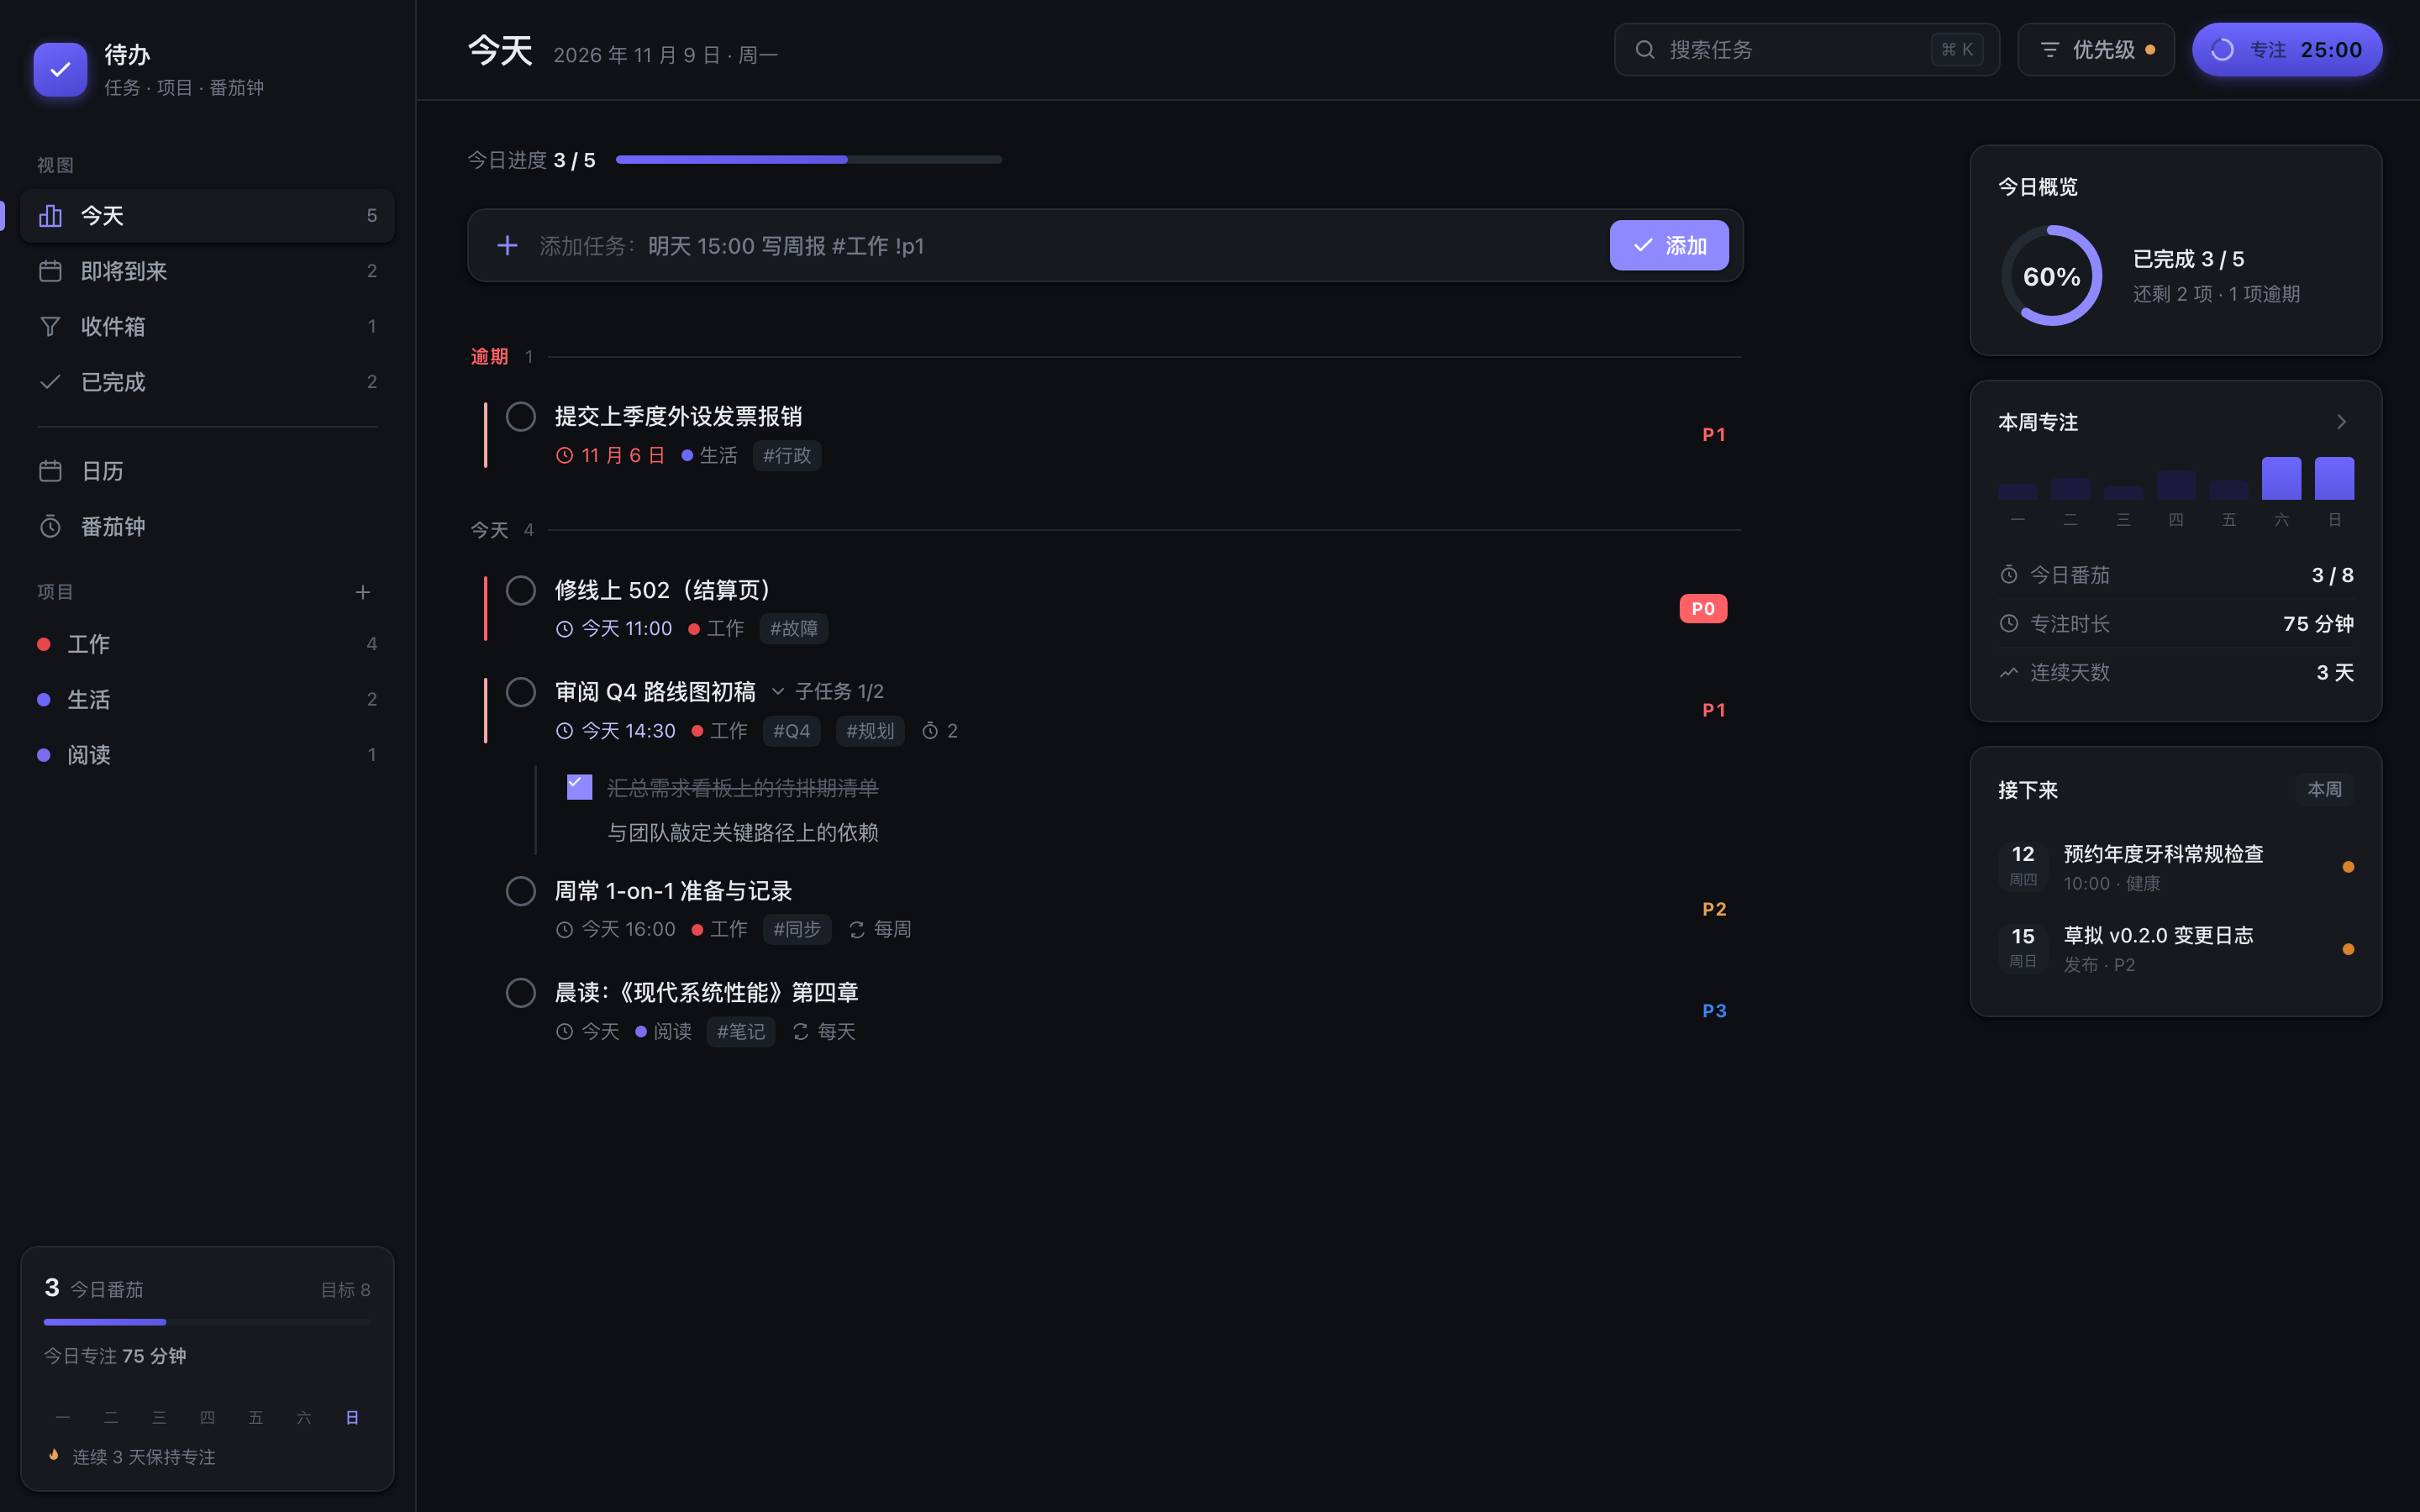 待办
任务 · 项目 · 番茄钟
视图
今天 5
即将到来 2
收件箱 1
已完成 2
日历
番茄钟
项目
工作 4
生活 2
阅读 1
3 今日番茄 目标 8
今日专注 75 分钟
一 二 三 四 五 六 日
连续 3 天保持专注
今天 2026 年 11 月 9 日 · 周一
搜索任务 ⌘ K
优先级
专注 25:00
今日进度 3 / 5
添加任务：明天 15:00 写周报 #工作 !p1
添加
逾期 1
提交上季度外设发票报销
11 月 6 日 生活 #行政
P1
今天 4
修线上 502（结算页）
今天 11:00 工作 #故障
P0
审阅 Q4 路线图初稿 子任务 1/2
今天 14:30 工作 #Q4 #规划 2
P1
汇总需求看板上的待排期清单
与团队敲定关键路径上的依赖
周常 1-on-1 准备与记录
今天 16:00 工作 #同步 每周
P2
晨读：《现代系统性能》第四章
今天 阅读 #笔记 每天
P3
今日概览
60%
已完成 3 / 5
还剩 2 项 · 1 项逾期
本周专注
一 二 三 四 五 六 日
今日番茄 3 / 8
专注时长 75 分钟
连续天数 3 天
接下来 本周
12 周四
预约年度牙科常规检查
10:00 · 健康
15 周日
草拟 v0.2.0 变更日志
发布 · P2